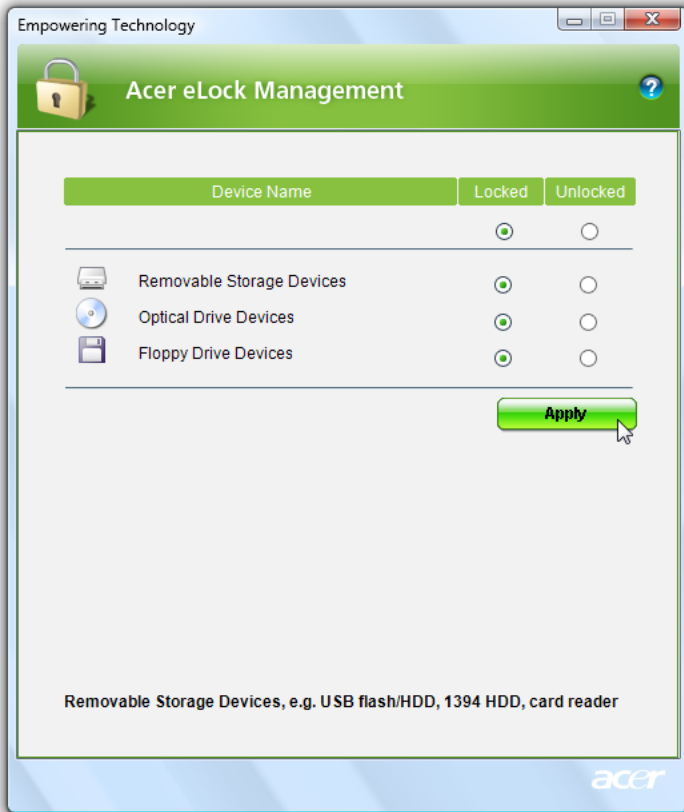 Empowering Technology
Acer eLock Management
?
Device Name Locked Unlocked
Removable Storage Devices
Optical Drive Devices
Floppy Drive Devices
Apply
Removable Storage Devices, e.g. USB flash/HDD, 1394 HDD, card reader
acer